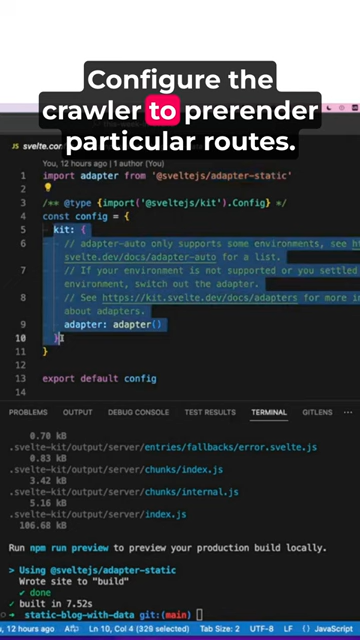 Configure the
crawler to prerender
particular routes.
svelte.con
You, 12 hours ago | 1 author (You)
1 import adapter from '@sveltejs/adapter-static'
2
3 /** @type {import('@sveltejs/kit').Config} */
4 const config = {
5 kit: {
6 // adapter-auto only supports some environments, see
svelte.dev/docs/adapter-auto for a list.
7 // If your environment is not supported or you settled
environment, switch out the adapter.
8 // See https://kit.svelte.dev/docs/adapters for more in
about adapters.
9 adapter: adapter()
10 }
11 }
12
13 export default config
14
PROBLEMS OUTPUT DEBUG CONSOLE TEST RESULTS TERMINAL GITLENS
0.70 kB
.svelte-kit/output/server/entries/fallbacks/error.svelte.js
0.83 kB
.svelte-kit/output/server/chunks/index.js
3.42 kB
.svelte-kit/output/server/chunks/internal.js
5.16 kB
.svelte-kit/output/server/index.js
106.68 kB
Run npm run preview to preview your production build locally.
> Using @sveltejs/adapter-static
Wrote site to "build"
✔ done
✓ built in 7.52s
→ static-blog-with-data git:(main)
You, 12 hours ago Ln 10, Col 4 (329 selected) Tab Size: 2 UTF-8 LF {} JavaScript